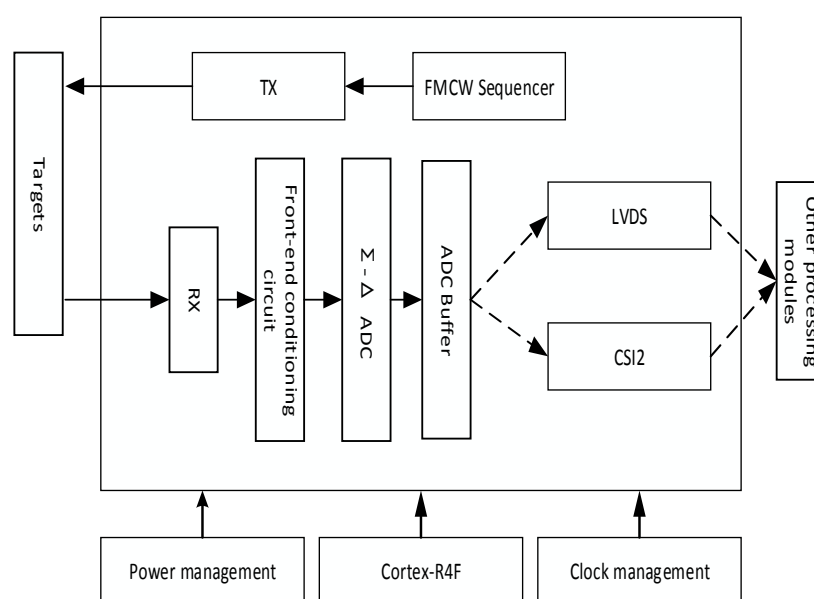 TX
FMCW Sequencer
Targets
RX
Front-end conditioning
circuit
Σ - Δ ADC
ADC Buffer
LVDS
CSI2
Other processing
modules
Power management
Cortex-R4F
Clock management